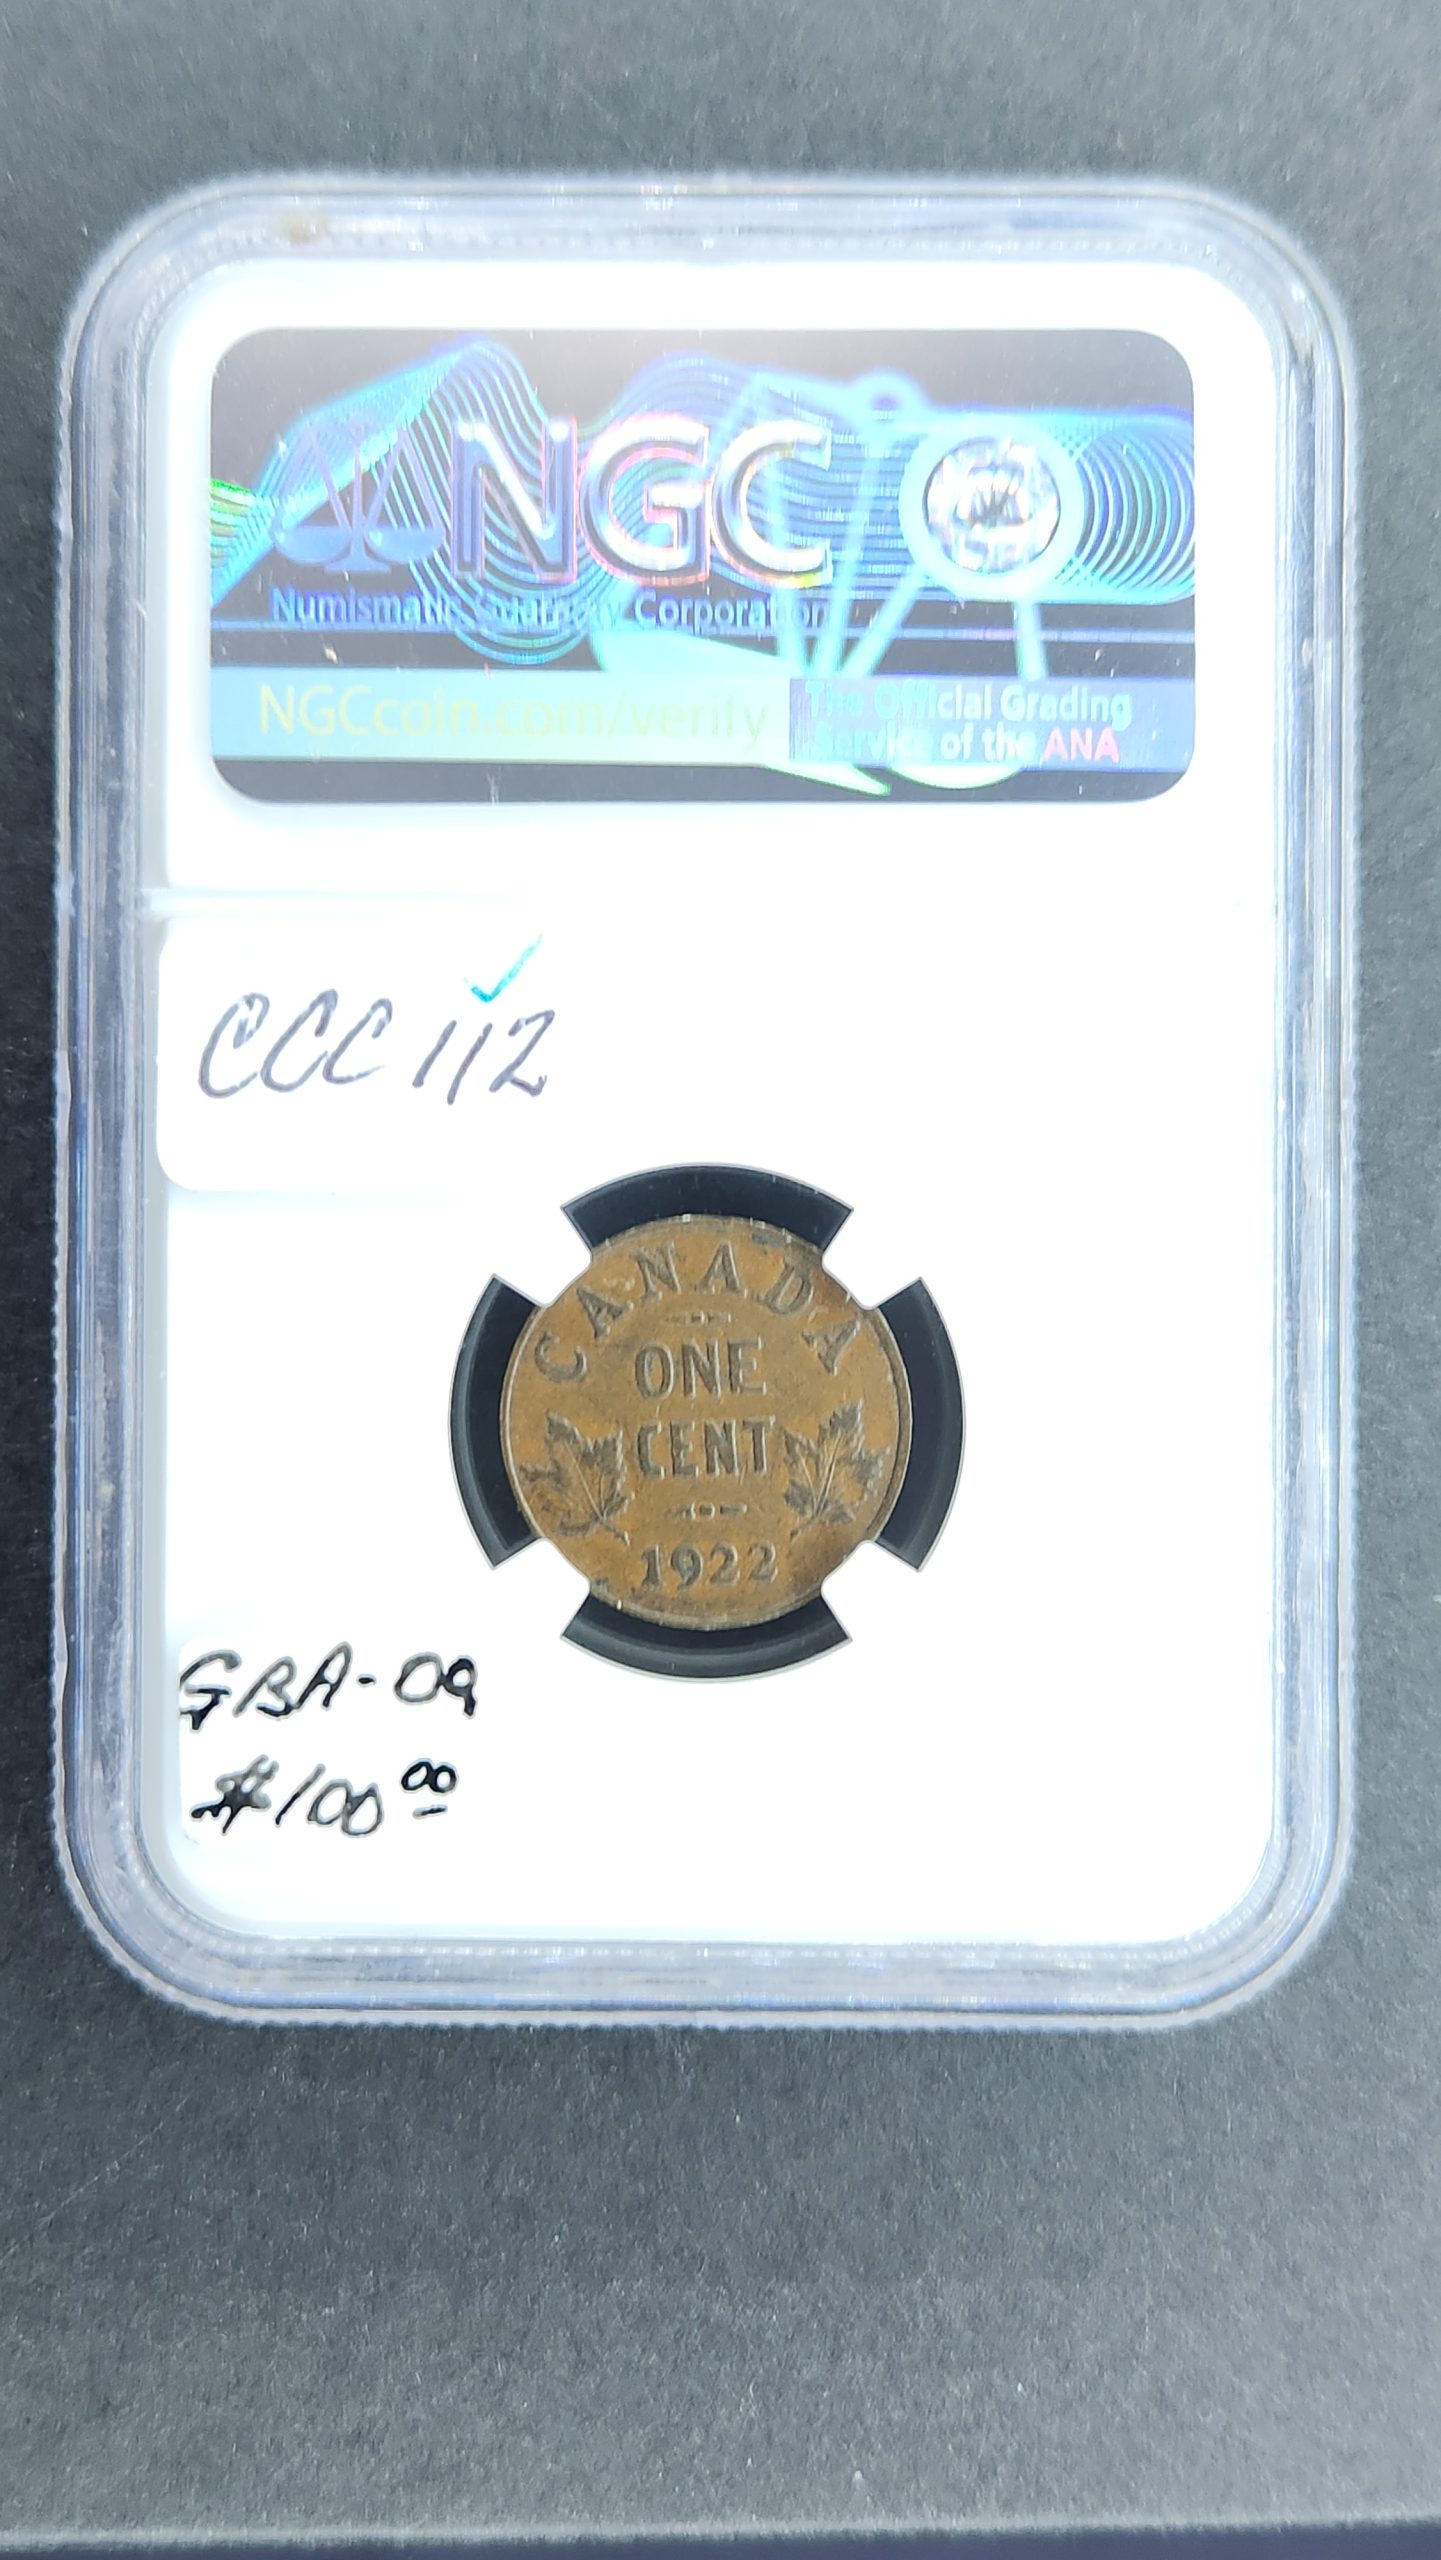 NGC
Numismatic Guaranty Corporation
NGCcoin.com/verify
The Official Grading
Service of the ANA
CCC 112
CANADA
ONE
CENT
1922
GBA-09
$100.00